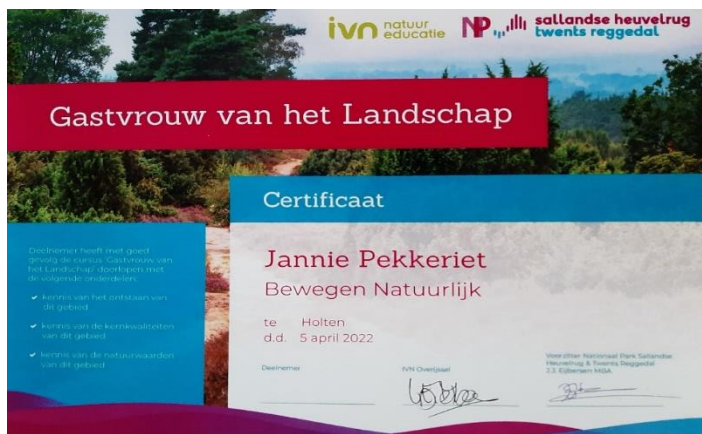 ivn natuur
educatie
NP sallandse heuvelrug
twents reggedal
Gastvrouw van het Landschap
Certificaat
Deelnemer heeft met goed
gevolg de cursus 'Gastvrouw van
het Landschap' doorlopen met
de volgende onderdelen:
✓ kennis van het ontstaan van
dit gebied
✓ kennis van de kernkwaliteiten
van dit gebied
✓ kennis van de natuurwaarden
van dit gebied
Jannie Pekkeriet
Bewegen Natuurlijk
te Holten
d.d. 5 april 2022
Deelnemer
IVN Overijssel
Voorzitter Nationaal Park Sallandse
Heuvelrug & Twents Reggedal
J.J. Eijbersen MBA